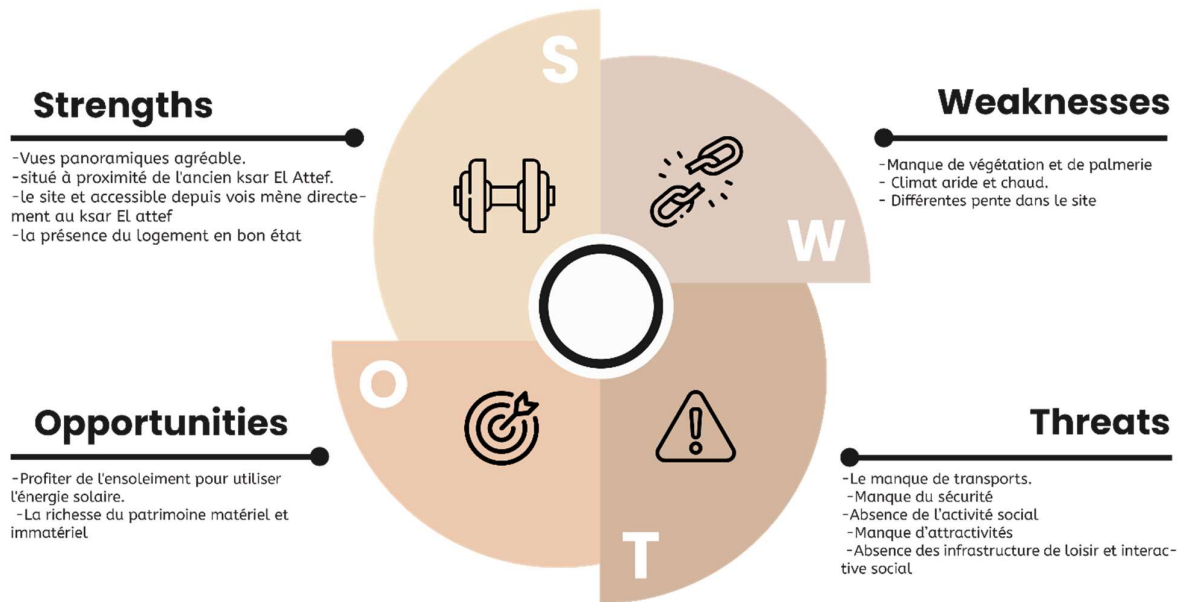 Strengths
-Vues panoramiques agréable.
-situé à proximité de l'ancien ksar El Attef.
-le site et accessible depuis vois mène directe-
ment au ksar El attef
-la présence du logement en bon état
S
Weaknesses
-Manque de végétation et de palmerie
- Climat aride et chaud.
- Différentes pente dans le site
W
Opportunities
-Profiter de l'ensoleiment pour utiliser
l'énergie solaire.
-La richesse du patrimoine matériel et
immatériel
O
Threats
-Le manque de transports.
-Manque du sécurité
-Absence de l'activité social
-Manque d'attractivités
-Absence des infrastructure de loisir et interac-
tive social
T